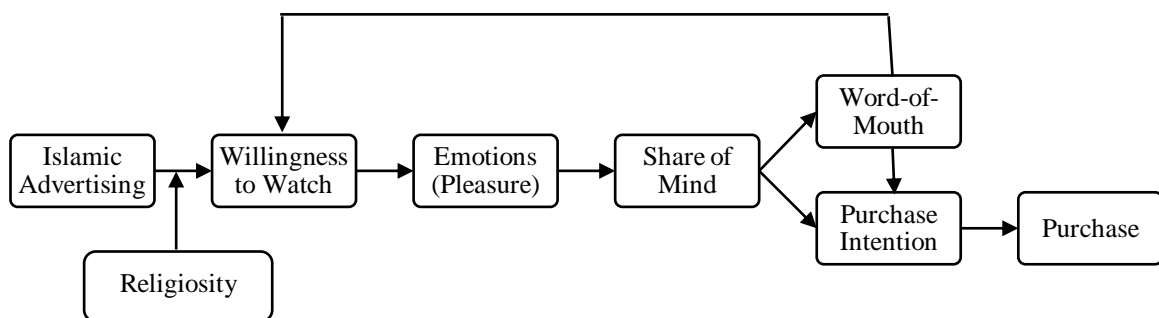 Word-of-
Mouth
Islamic
Advertising
Willingness
to Watch
Emotions
(Pleasure)
Share of
Mind
Purchase
Intention
Purchase
Religiosity